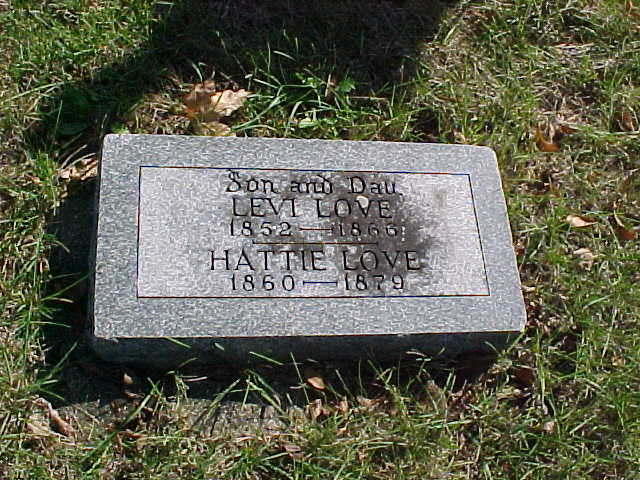 Son and Dau.
LEVI LOVE
1852—1866
HATTIE LOVE
1860—1879